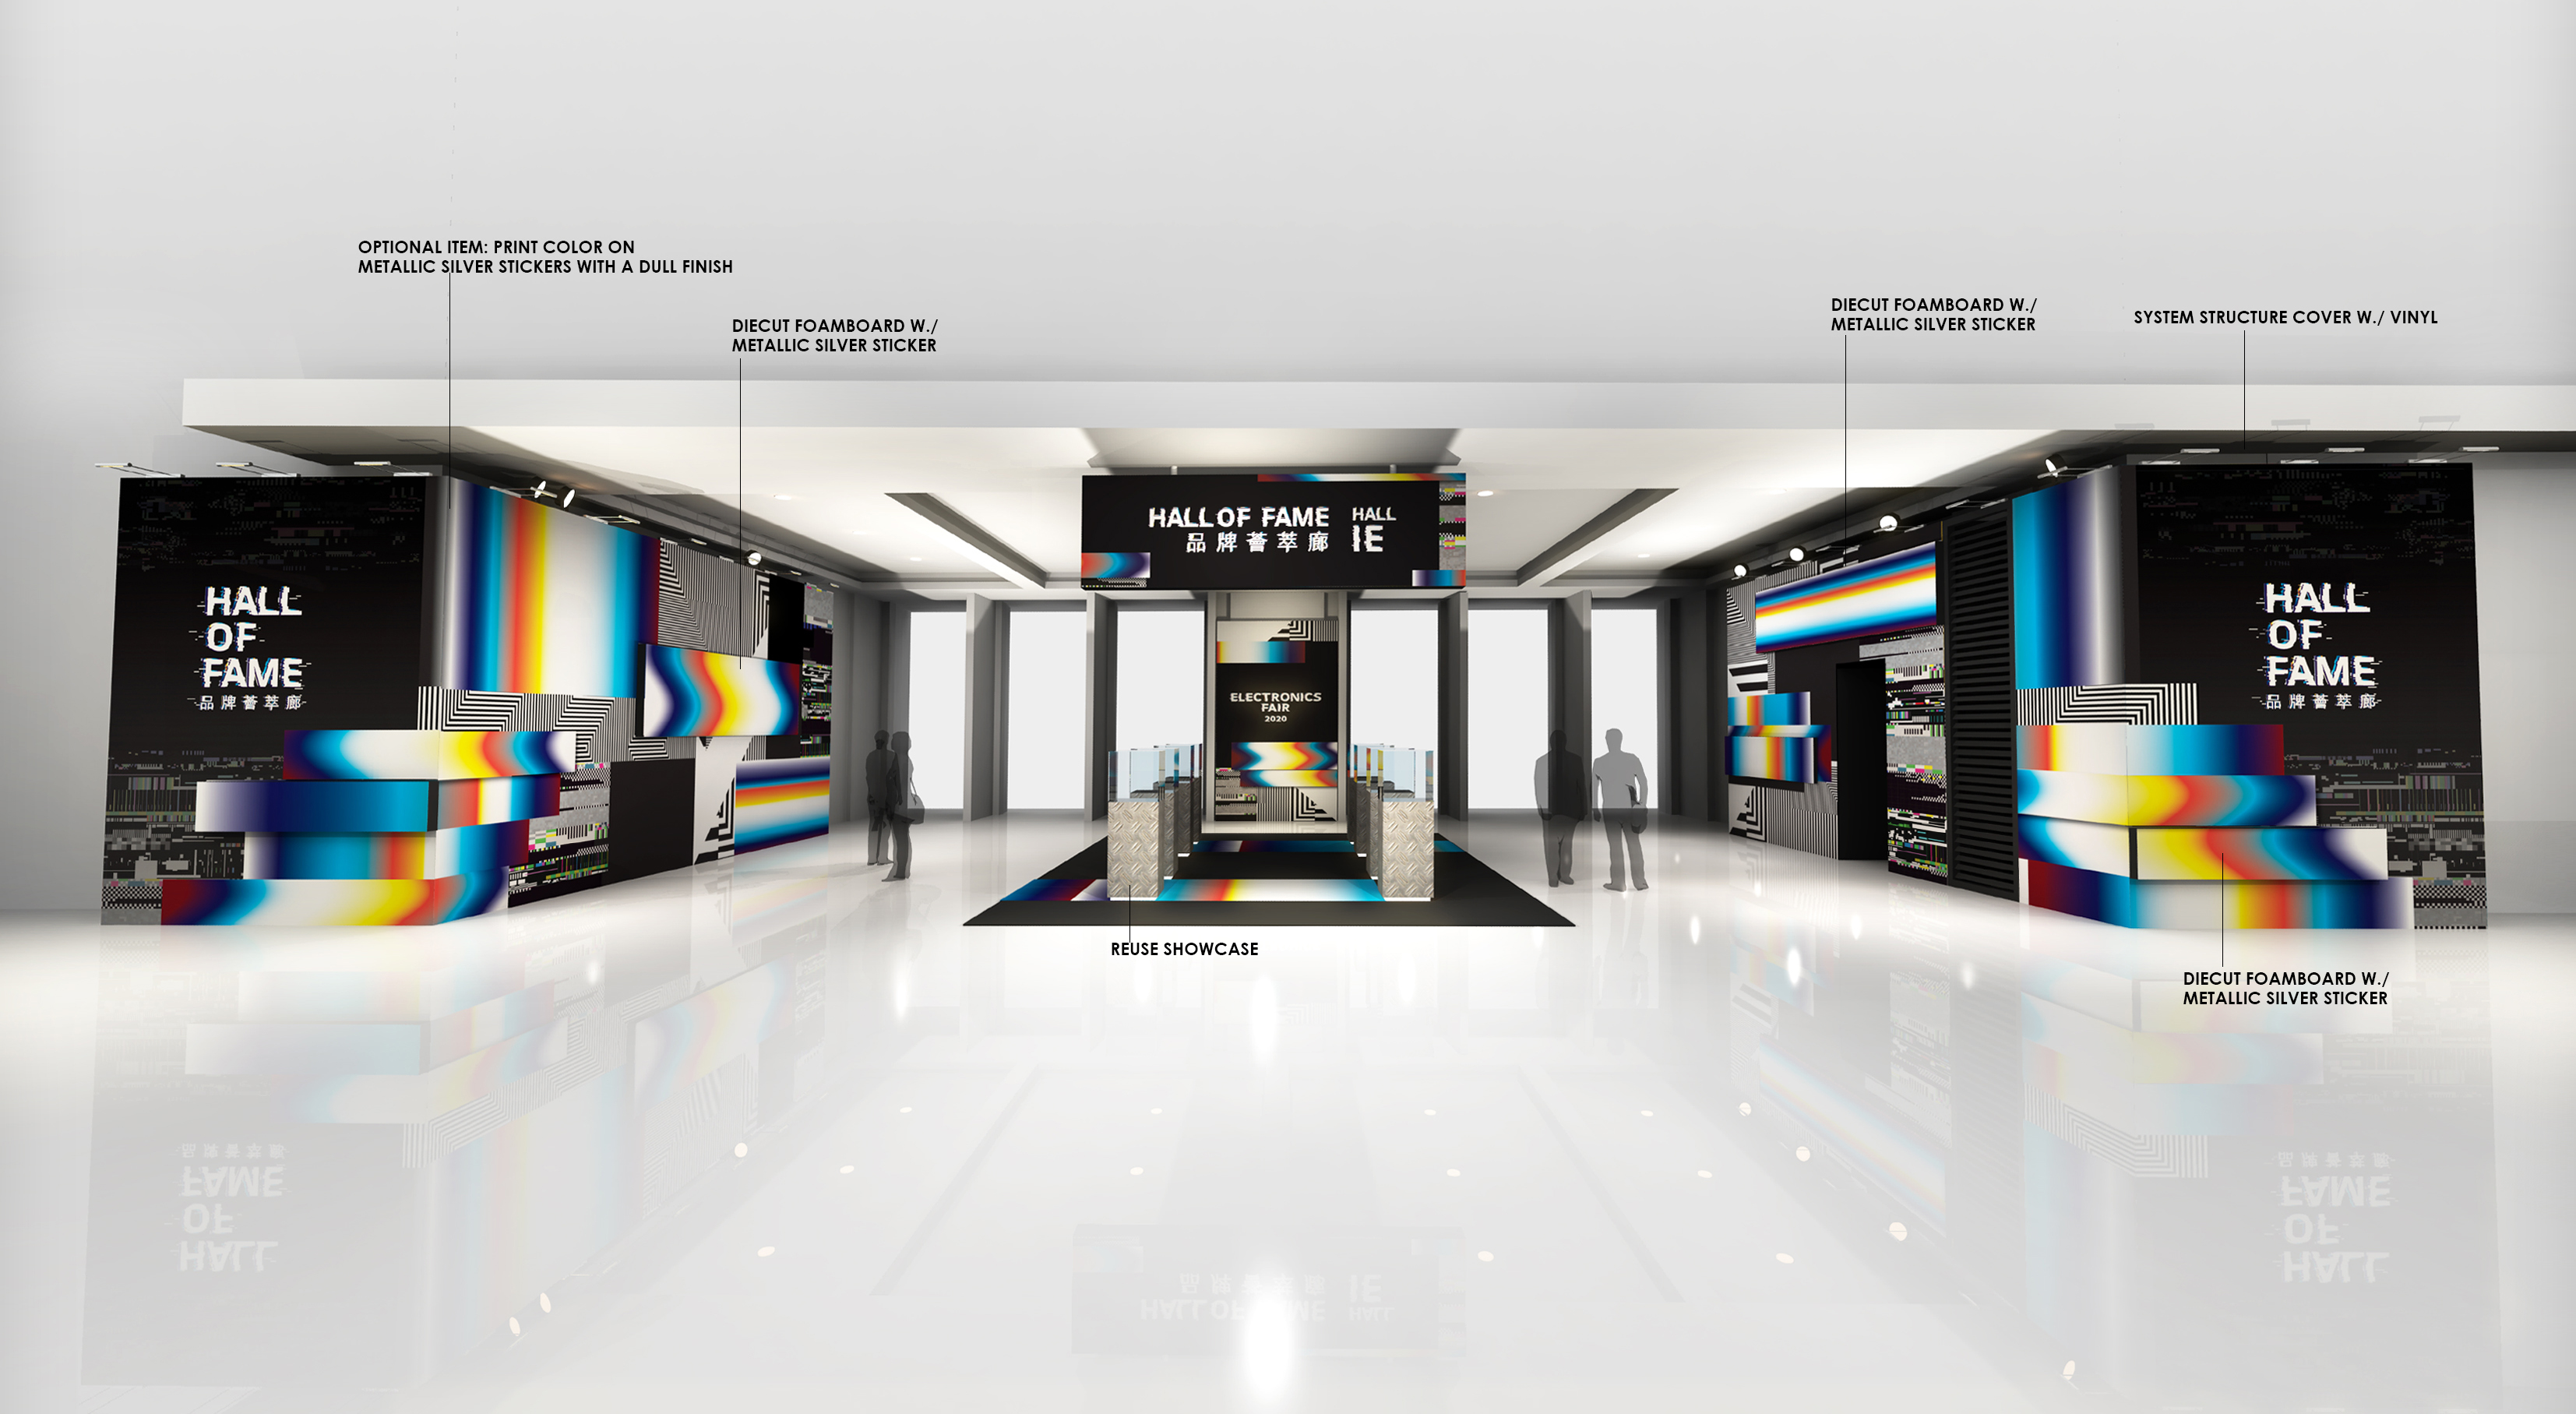 OPTIONAL ITEM: PRINT COLOR ON
METALLIC SILVER STICKERS WITH A DULL FINISH
DIECUT FOAMBOARD W./
METALLIC SILVER STICKER
DIECUT FOAMBOARD W./
METALLIC SILVER STICKER
SYSTEM STRUCTURE COVER W./ VINYL
HALL
OF
FAME
品牌薈萃廊
HALL OF FAME
品牌薈萃廊
HALL
1E
ELECTRONICS
FAIR
2020
HALL
OF
FAME
品牌薈萃廊
REUSE SHOWCASE
DIECUT FOAMBOARD W./
METALLIC SILVER STICKER